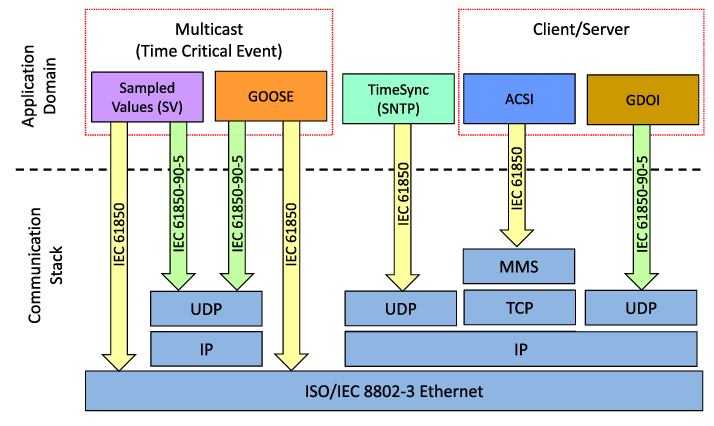 Multicast
(Time Critical Event)
Client/Server
Application
Domain
Sampled
Values (SV)
GOOSE
TimeSync
(SNTP)
ACSI
GDOI
IEC 61850
IEC 61850-90-5
IEC 61850-90-5
IEC 61850
IEC 61850
IEC 61850
IEC 61850-90-5
Communication
Stack
MMS
UDP
UDP
TCP
UDP
IP
IP
ISO/IEC 8802-3 Ethernet